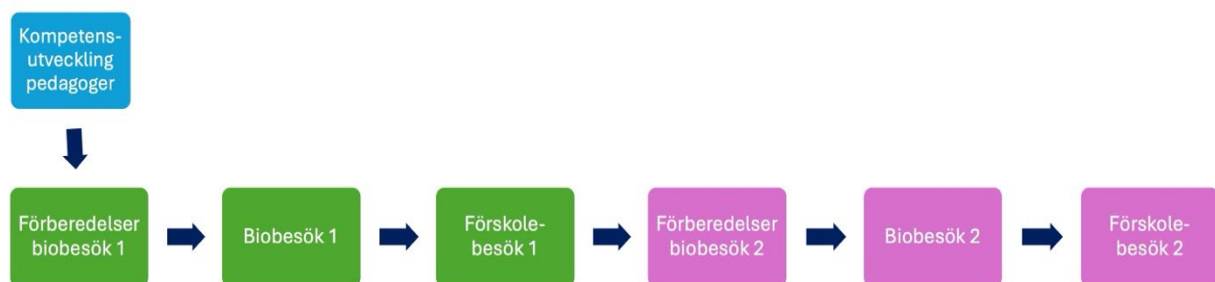 Kompetens-
utveckling
pedagoger
Förberedelser
biobesök 1
Biobesök 1
Förskole-
besök 1
Förberedelser
biobesök 2
Biobesök 2
Förskole-
besök 2